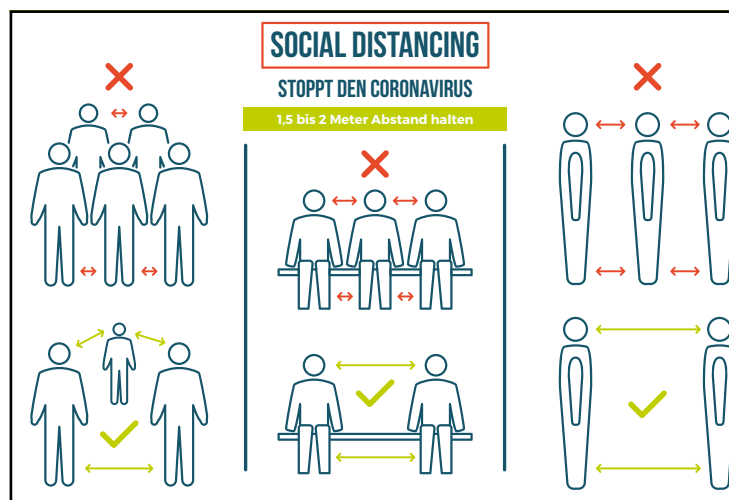 SOCIAL DISTANCING
STOPPT DEN CORONAVIRUS
1,5 bis 2 Meter Abstand halten